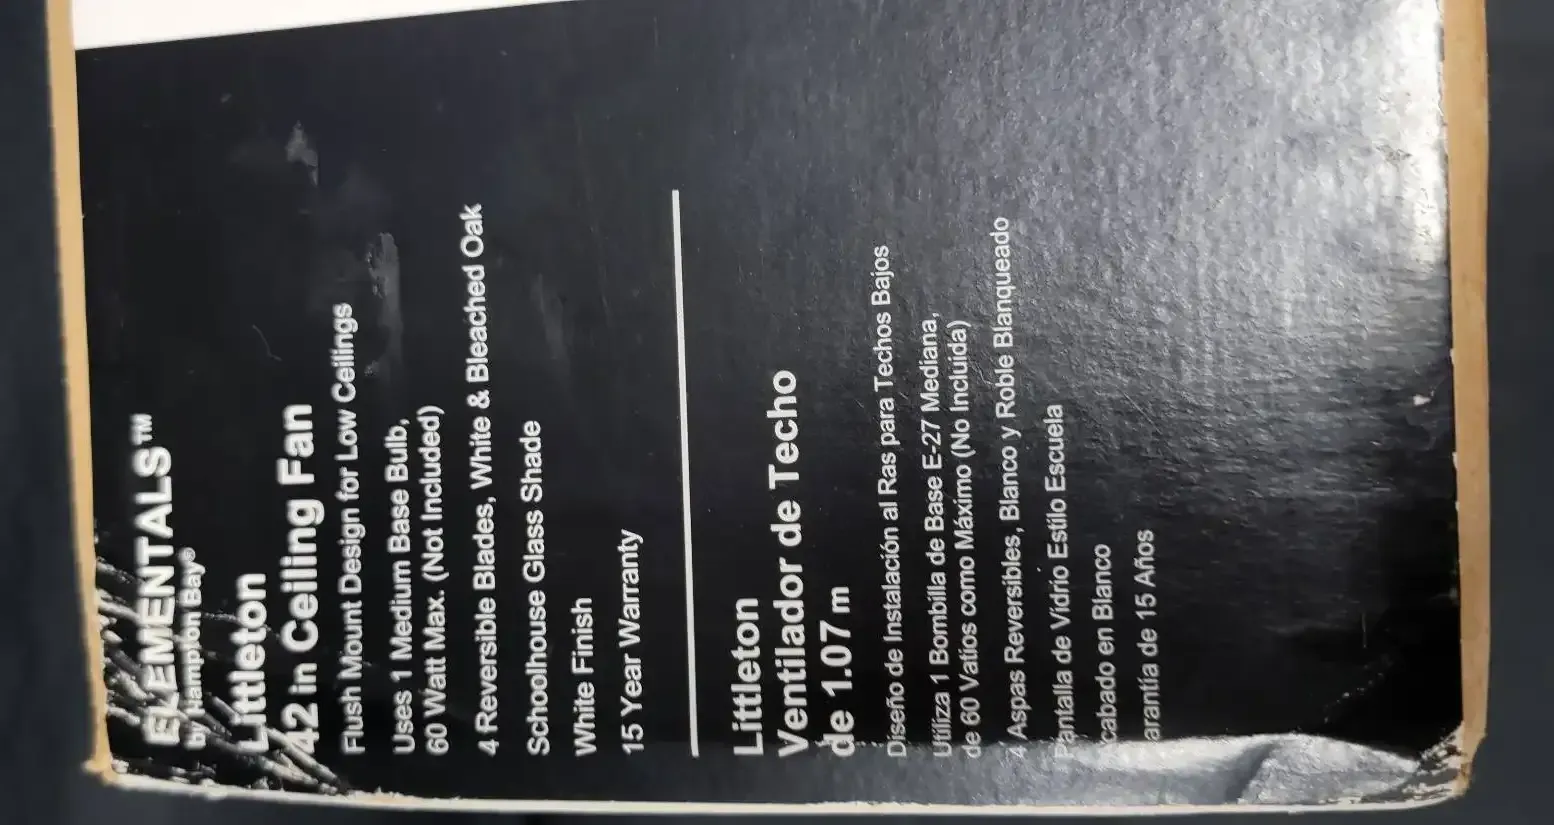 ELEMENTALS™
by Hampton Bay®
Littleton
42 in Ceiling Fan
Flush Mount Design for Low Ceilings
Uses 1 Medium Base Bulb,
60 Watt Max. (Not Included)
4 Reversible Blades, White & Bleached Oak
Schoolhouse Glass Shade
White Finish
15 Year Warranty
Littleton
Ventilador de Techo
de 1.07 m
Diseño de Instalación al Ras para Techos Bajos
Utiliza 1 Bombilla de Base E-27 Mediana,
de 60 Vatios como Máximo (No Incluida)
4 Aspas Reversibles, Blanco y Roble Blanqueado
Pantalla de Vidrio Estilo Escuela
cabado en Blanco
arantía de 15 Años